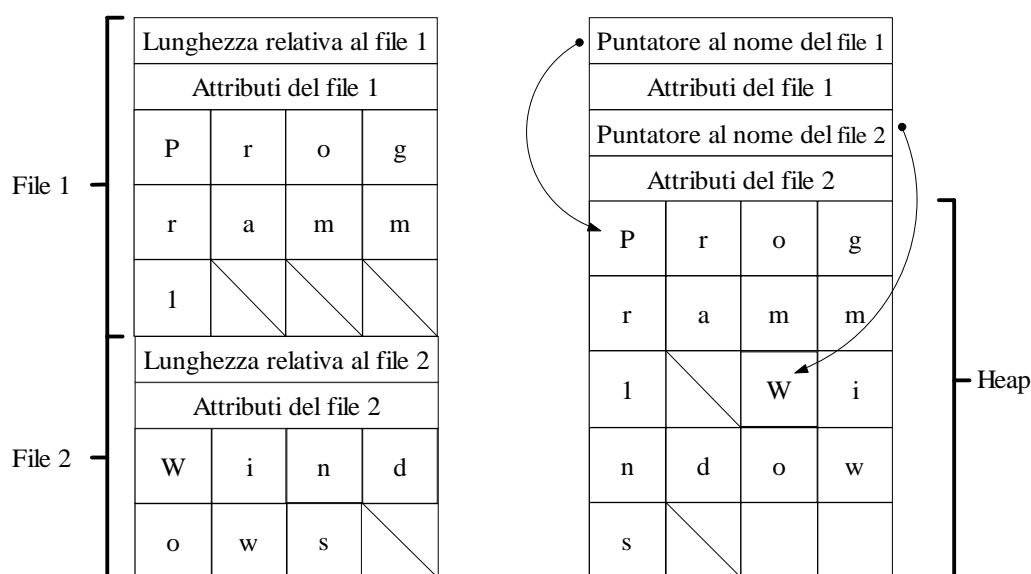 Lunghezza relativa al file 1
Attributi del file 1
P r o g
r a m m
1
File 1
Lunghezza relativa al file 2
Attributi del file 2
W i n d
o w s
File 2
Puntatore al nome del file 1
Attributi del file 1
Puntatore al nome del file 2
Attributi del file 2
P r o g
r a m m
1 W i
n d o w
s
Heap